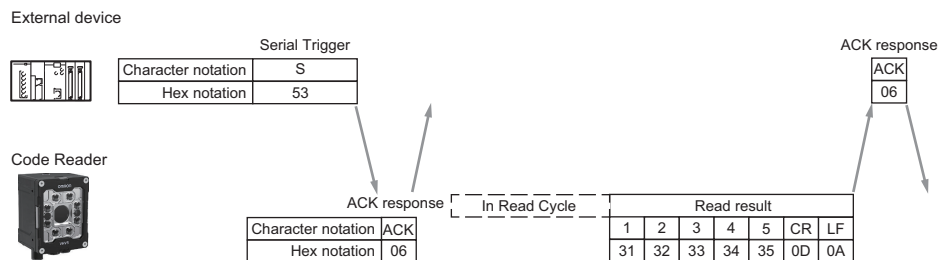 External device
Serial Trigger
ACK response
Character notation S
ACK
Hex notation 53
06
Code Reader
ACK response
In Read Cycle
Read result
Character notation ACK
1 2 3 4 5 CR LF
Hex notation 06
31 32 33 34 35 0D 0A